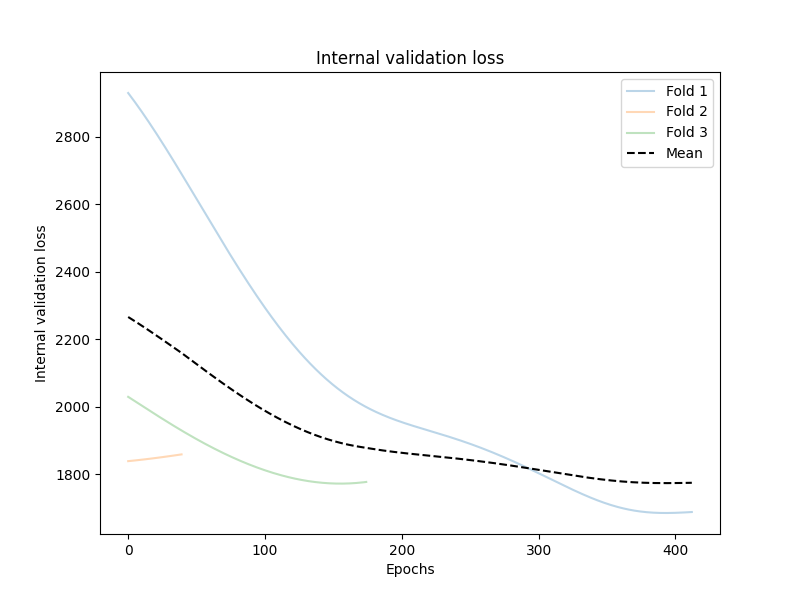 Internal validation loss
Fold 1
Fold 2
Fold 3
Mean
Internal validation loss
2800
2600
2400
2200
2000
1800
0 100 200 300 400
Epochs